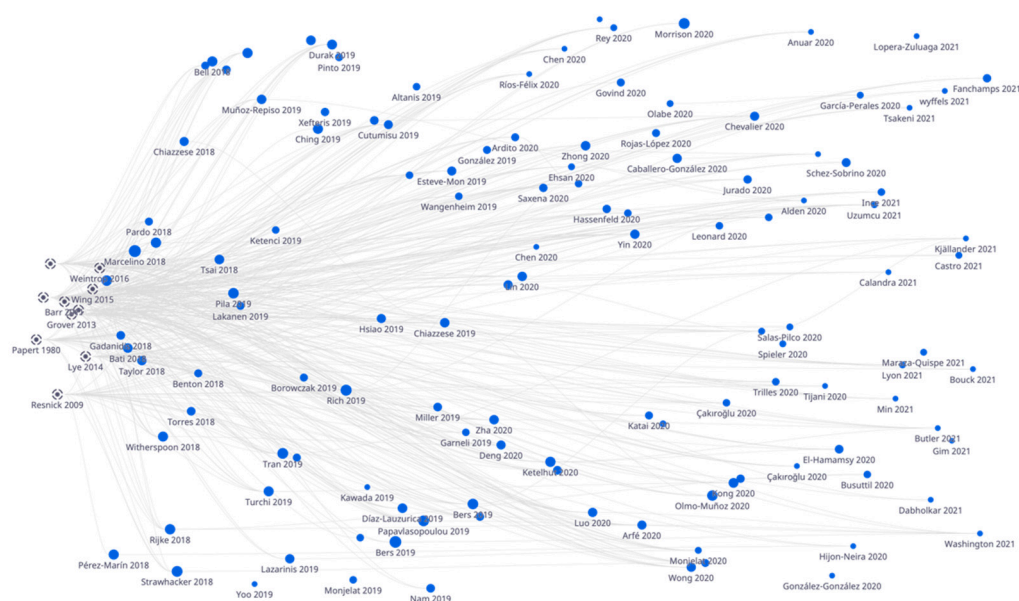 Rey 2020
Morrison 2020
Anuar 2020
Lopera-Zuluaga 2021
Durak 2019
Pinto 2019
Chen 2020
Bell 2018
Ríos-Félix 2020
Govind 2020
Fanchamps 2021
Altanis 2019
wyffels 2021
García-Perales 2020
Tsakeni 2021
Muñoz-Repiso 2019
Olabe 2020
Xefteris 2019
Chevalier 2020
Ching 2019
Cutumisu 2019
Rojas-López 2020
Ardito 2020
Chiazzese 2018
González 2019
Zhong 2020
Caballero-González 2020
Schez-Sobrino 2020
Ehsan 2020
Esteve-Mon 2019
Jurado 2020
Saxena 2020
Wangenheim 2019
Ince 2021
Alden 2020
Uzumcu 2021
Hassenfeld 2020
Pardo 2018
Leonard 2020
Ketenci 2019
Yin 2020
Kjällander 2021
Chen 2020
Marcelino 2018
Castro 2021
Tsai 2018
Weintrop 2016
Calandra 2021
Wing 2015
Pila 2019
Barr
Lakanen 2019
Grover 2013
Hsiao 2019
Chiazzese 2019
Salas-Pilco 2020
Papert 1980
Gadanidis 2018
Spieler 2020
Bati 2018
Maraza-Quispe 2021
Lye 2014
Taylor 2018
Lyon 2021
Bouck 2021
Benton 2018
Borowczak 2019
Trilles 2020
Tijani 2020
Rich 2019
Resnick 2009
Min 2021
Çakıroğlu 2020
Miller 2019
Torres 2018
Katai 2020
Zha 2020
Butler 2021
Garneli 2019
Witherspoon 2018
Gim 2021
Deng 2020
El-Hamamsy 2020
Tran 2019
Ketelhut 2020
Çakıroğlu 2020
Busuttil 2020
Kawada 2019
Tong 2020
Turchi 2019
Olmo-Muñoz 2020
Dabholkar 2021
Bers 2019
Díaz-Lauzurica 2019
Luo 2020
Papavlasopoulou 2019
Arfé 2020
Rijke 2018
Washington 2021
Bers 2019
Hijon-Neira 2020
Monjelat 2020
Pérez-Marín 2018
Lazarinis 2019
Wong 2020
Strawhacker 2018
González-González 2020
Monjelat 2019
Yoo 2019
Nam 2019